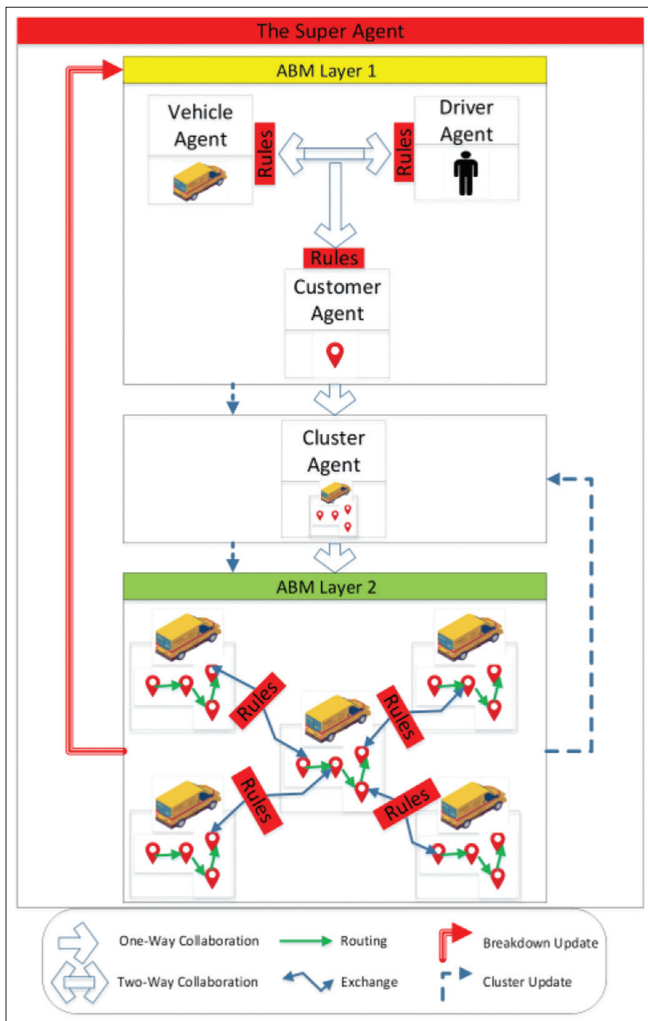 The Super Agent
ABM Layer 1
Vehicle
Agent
Rules
Rules
Driver
Agent
Rules
Customer
Agent
Cluster
Agent
ABM Layer 2
Rules
Rules
Rules
Rules
One-Way Collaboration
Routing
Breakdown Update
Two-Way Collaboration
Exchange
Cluster Update